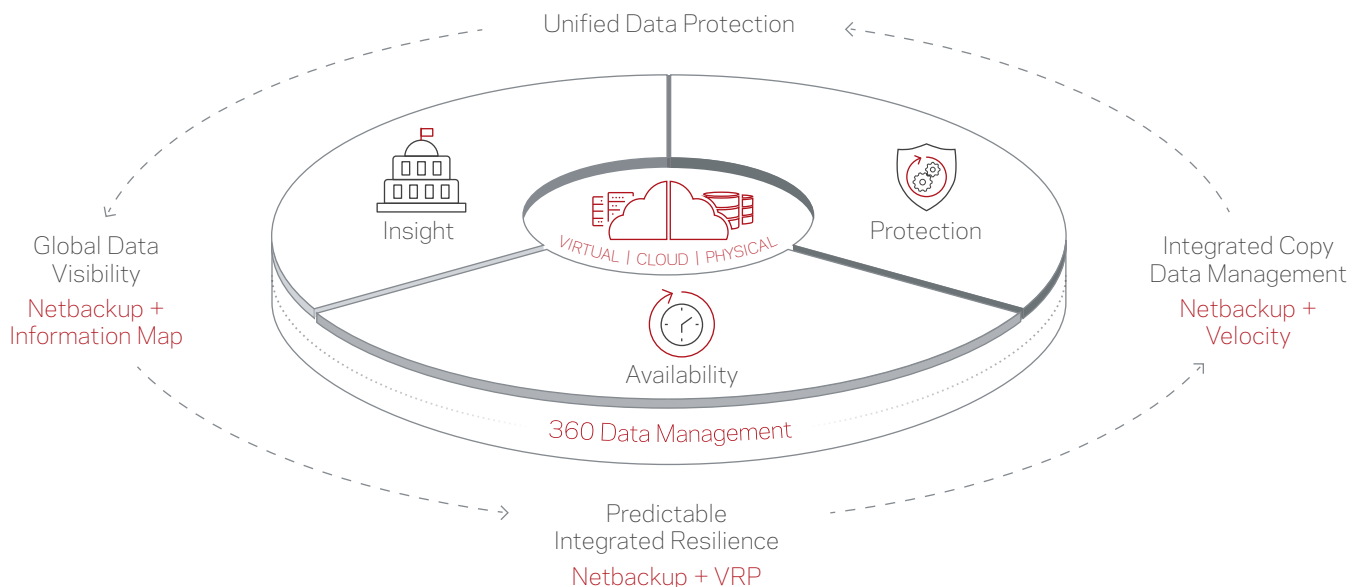 Unified Data Protection
Insight
Protection
VIRTUAL | CLOUD | PHYSICAL
Global Data
Visibility
Netbackup +
Information Map
Integrated Copy
Data Management
Netbackup +
Velocity
Availability
360 Data Management
Predictable
Integrated Resilience
Netbackup + VRP